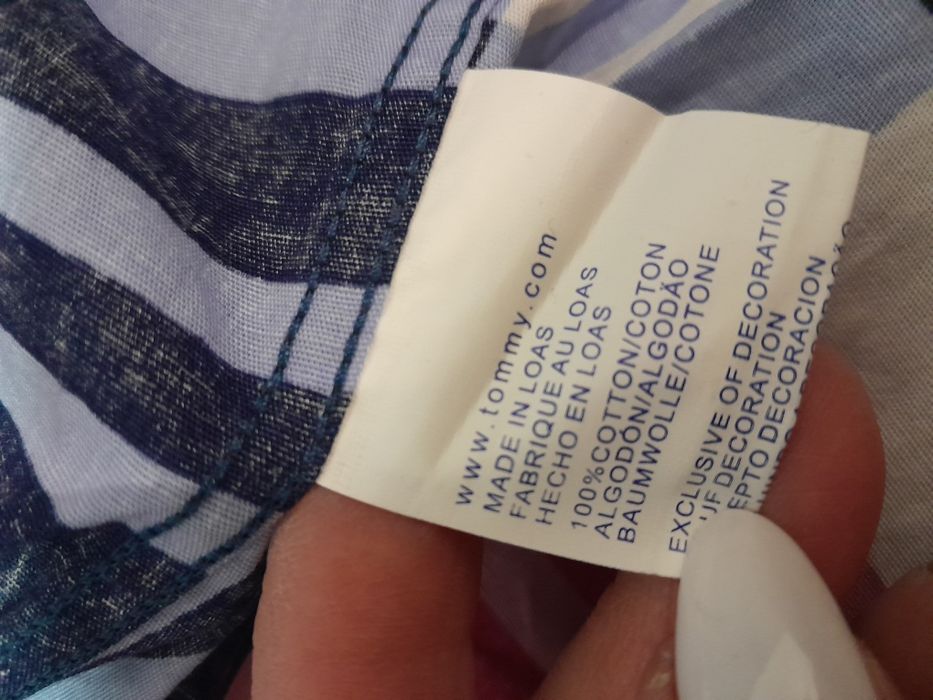 www.tommy.com
MADE IN LOAS
FABRIQUE AU LOAS
HECHO EN LOAS
100%COTTON/COTON
ALGODÓN/ALGODÃO
BAUMWOLLE/COTONE
EXCLUSIVE OF DECORATION
DECORATION
EPTO DECORACION